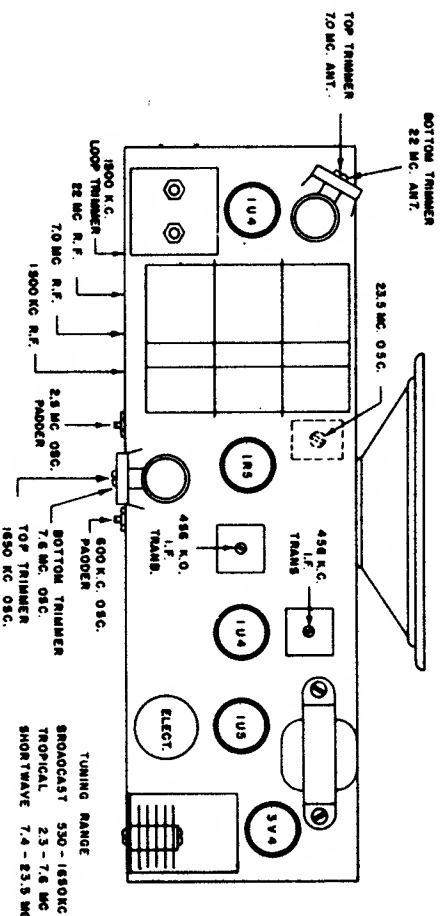 BOTTOM TRIMMER
22 MC. ANT.
TOP TRIMMER
7.0 MC. ANT.
23.5 MC. OSC.
1U4
1R5
456 K.C.
I.F.
TRANS
456 K.O.
I.F.
TRANS.
1U4
1U5
3V4
ELECT.
1500 K.C.
LOOP TRIMMER
22 MC R.F.
7.0 MC R.F.
1500 KC R.F.
2.5 MC OSC.
PADDER
600 K.C. OSC.
PADDER
BOTTOM TRIMMER
7.6 MC. OSC.
TOP TRIMMER
1650 KC OSC.
TUNING RANGE
BROADCAST 530 - 1650 KC
TROPICAL 2.5 - 7.6 MC
SHORTWAVE 7.4 - 23.5 MC